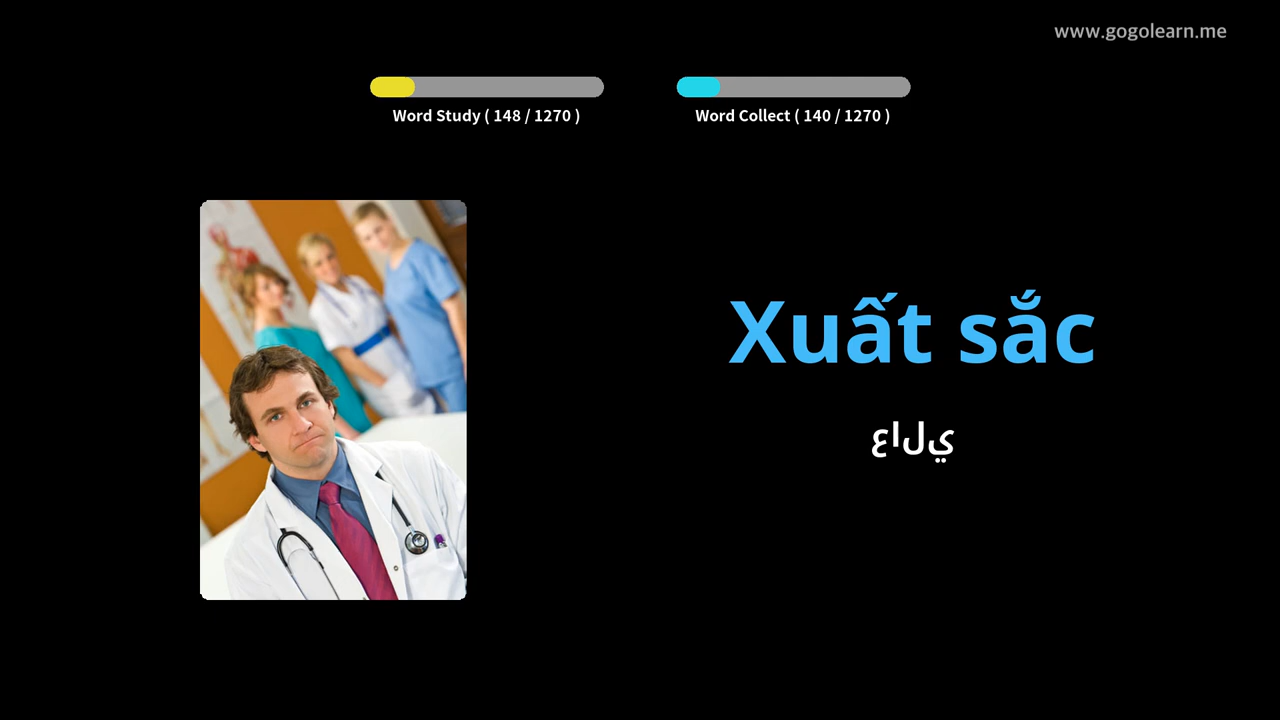 www.gogolearn.me
Word Study ( 148 / 1270 )
Word Collect ( 140 / 1270 )
Xuất sắc
عالي